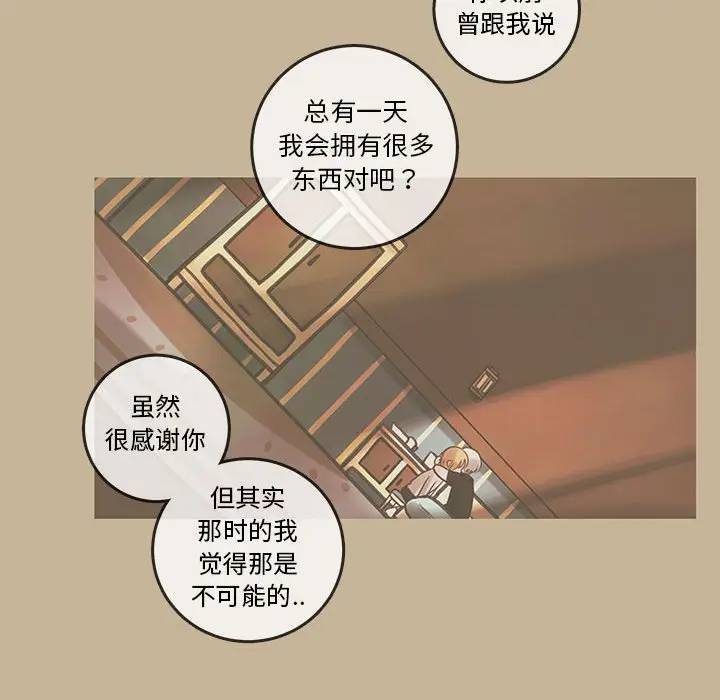 曾跟我说
总有一天
我会拥有很多
东西对吧？
虽然
很感谢你
但其实
那时的我
觉得那是
不可能的..